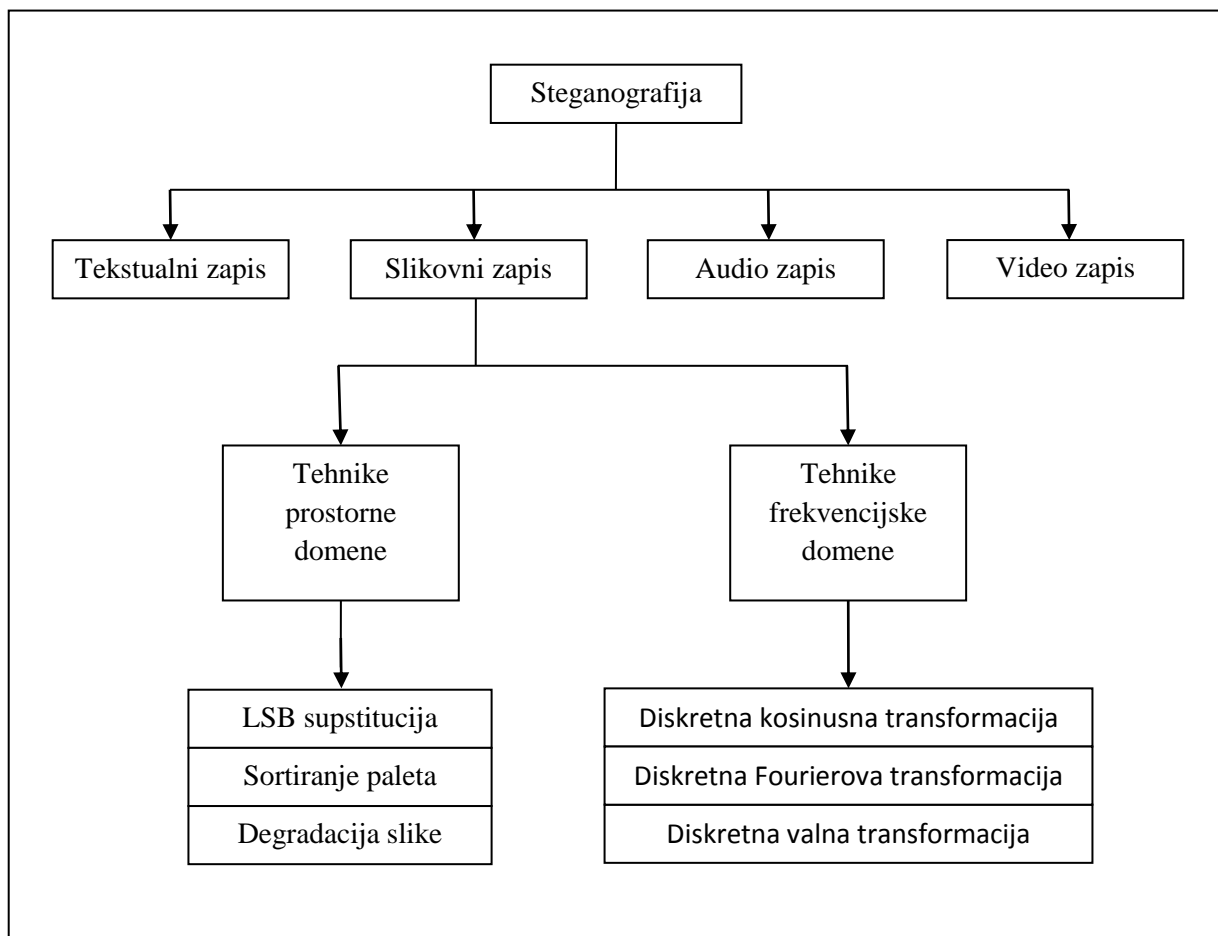 Steganografija
Tekstualni zapis
Slikovni zapis
Audio zapis
Video zapis
Tehnike
prostorne
domene
Tehnike
frekvencijske
domene
LSB supstitucija
Sortiranje paleta
Degradacija slike
Diskretna kosinusna transformacija
Diskretna Fourierova transformacija
Diskretna valna transformacija